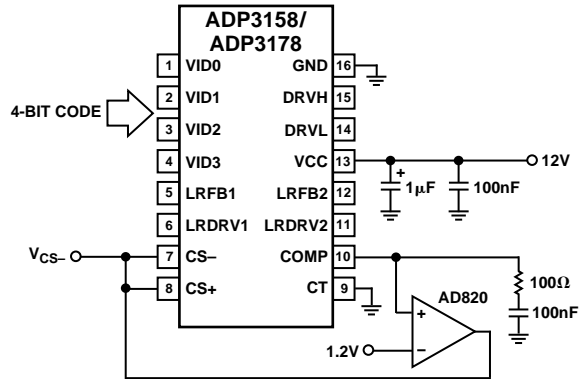 ADP3158/
ADP3178
1 VID0 GND 16
2 VID1 DRVH 15
4-BIT CODE
3 VID2 DRVL 14
4 VID3 VCC 13 12V
+
1μF 100nF
5 LRFB1 LRFB2 12
6 LRDRV1 LRDRV2 11
VCS– 7 CS– COMP 10
8 CS+ CT 9
100Ω
AD820
100nF
+
1.2V –